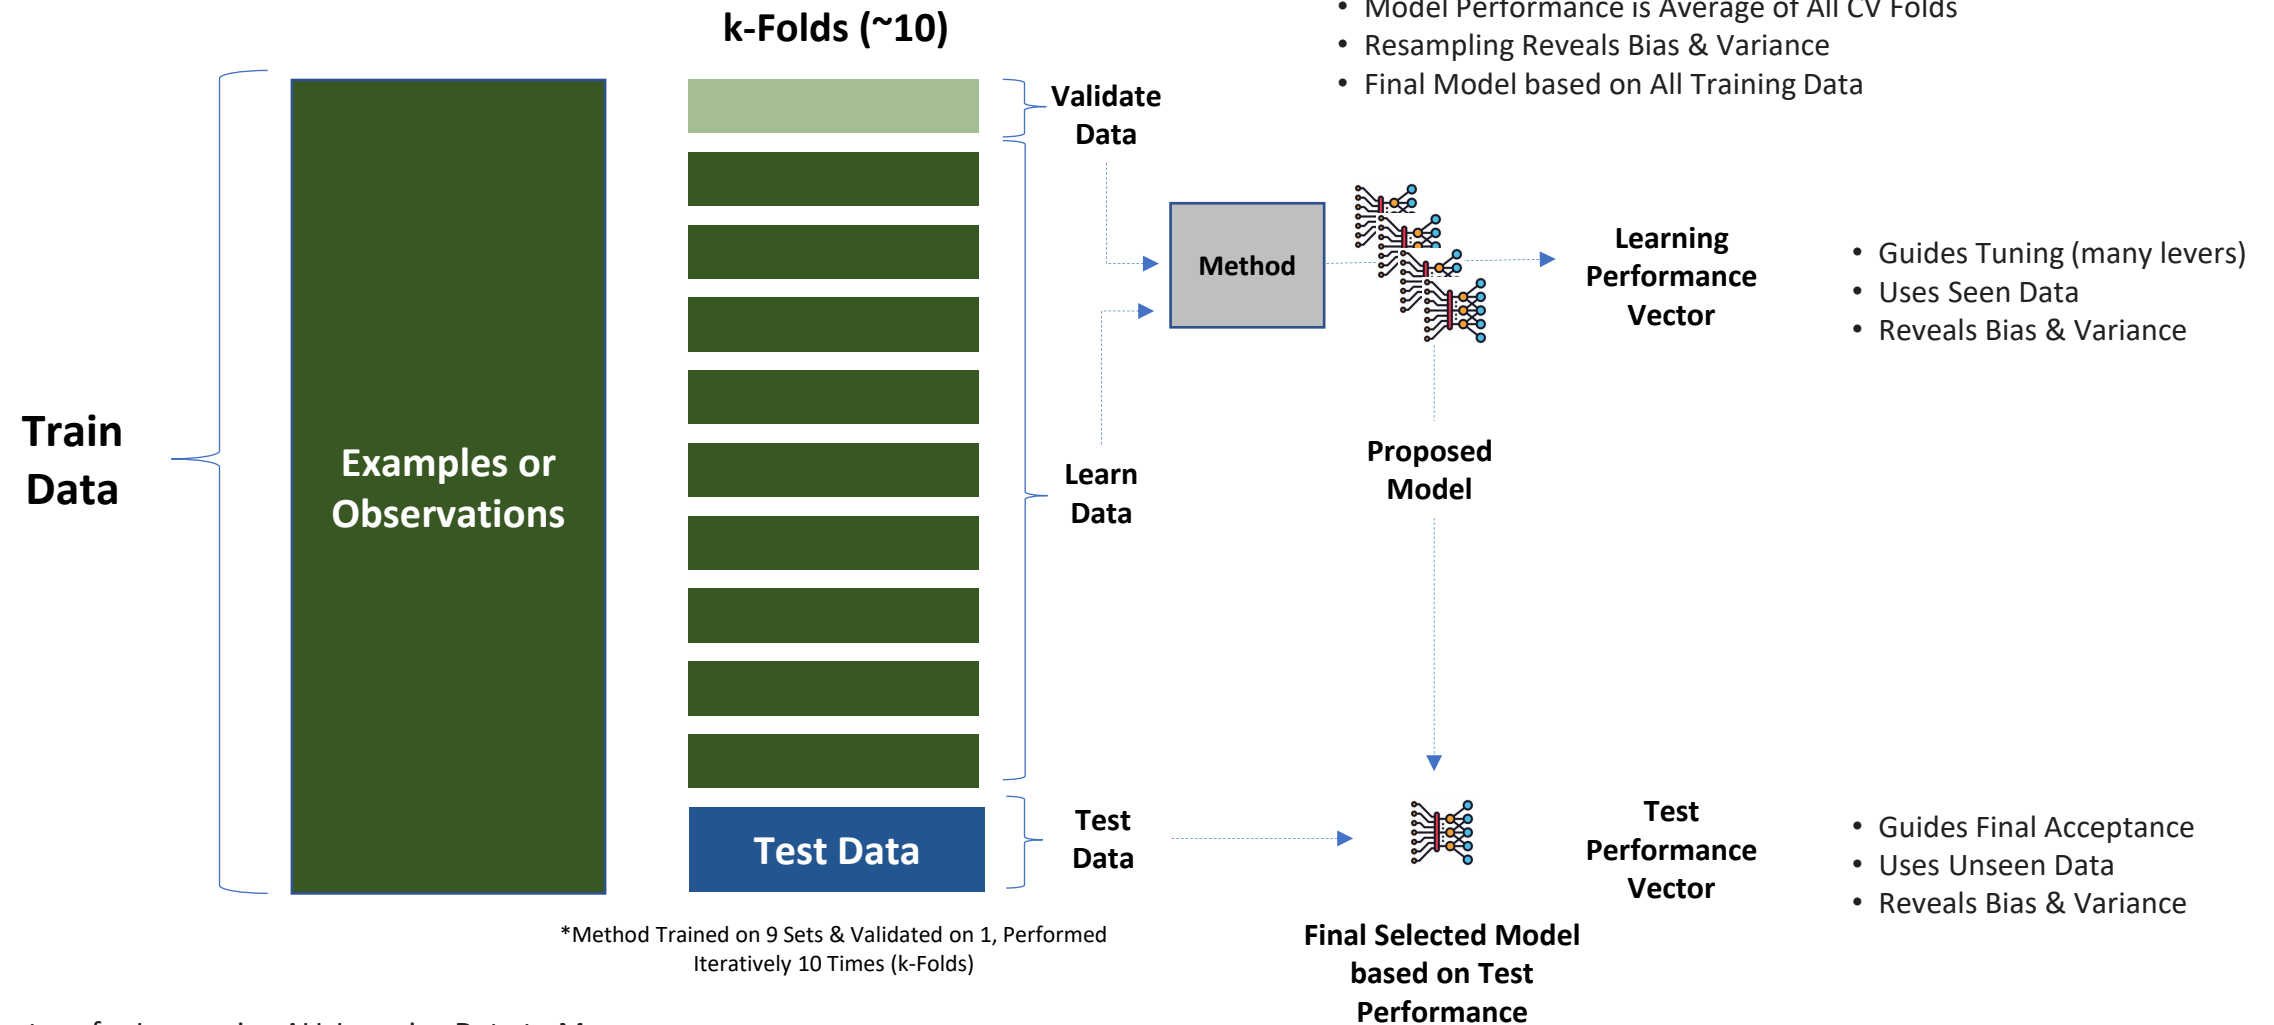 k-Folds (~10)
• Model Performance is Average of All CV Folds
• Resampling Reveals Bias & Variance
• Final Model based on All Training Data
Validate
Data
Method
Learning
Performance
Vector
• Guides Tuning (many levers)
• Uses Seen Data
• Reveals Bias & Variance
Train
Data
Examples or
Observations
Learn
Data
Proposed
Model
Test Data
Test
Data
Test
Performance
Vector
• Guides Final Acceptance
• Uses Unseen Data
• Reveals Bias & Variance
*Method Trained on 9 Sets & Validated on 1, Performed
Iteratively 10 Times (k-Folds)
Final Selected Model
based on Test
Performance